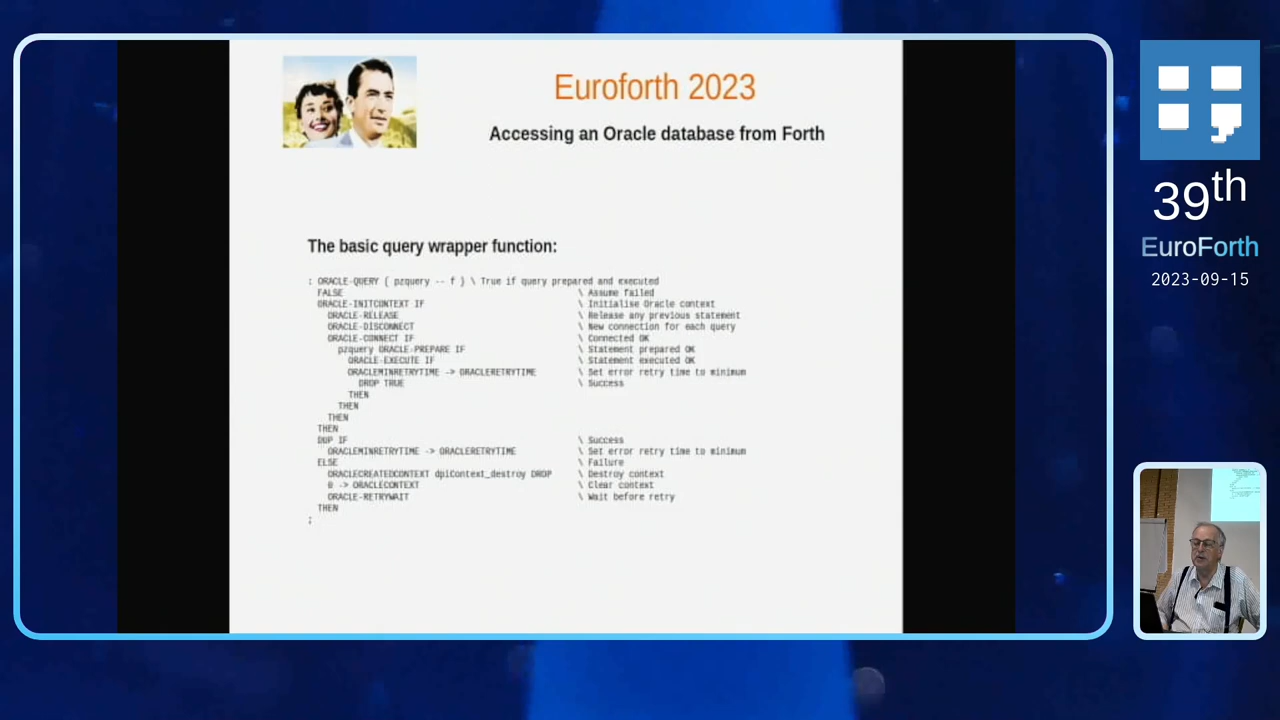 Euroforth 2023
Accessing an Oracle database from Forth
The basic query wrapper function:
: ORACLE-QUERY { pzquery -- f } \ True if query prepared and executed
FALSE \ Assume failed
ORACLE-INITCONTEXT IF \ Initialise Oracle context
ORACLE-RELEASE \ Release any previous statement
ORACLE-DISCONNECT \ New connection for each query
ORACLE-CONNECT IF \ Connected OK
pzquery ORACLE-PREPARE IF \ Statement prepared OK
ORACLE-EXECUTE IF \ Statement executed OK
ORACLEMINRETRYTIME -> ORACLERETRYTIME \ Set error retry time to minimum
DROP TRUE \ Success
THEN
THEN
THEN
THEN
DUP IF \ Success
ORACLEMINRETRYTIME -> ORACLERETRYTIME \ Set error retry time to minimum
ELSE \ Failure
ORACLECREATEDCONTEXT dpiContext_destroy DROP \ Destroy context
0 -> ORACLECONTEXT \ Clear context
ORACLE-RETRYWAIT \ Wait before retry
THEN
;
39th
EuroForth
2023-09-15